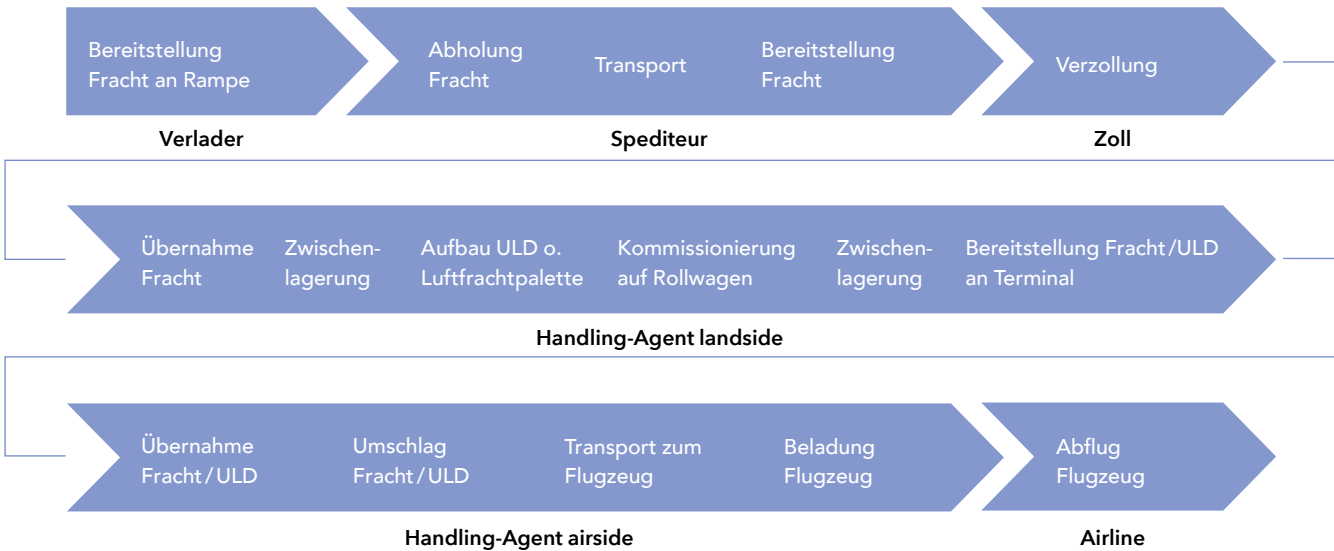 Bereitstellung
Fracht an Rampe
Abholung
Fracht
Transport
Bereitstellung
Fracht
Verzollung
Verlader
Spediteur
Zoll
Übernahme
Fracht
Zwischen-
lagerung
Aufbau ULD o.
Luftfrachtpalette
Kommissionierung
auf Rollwagen
Zwischen-
lagerung
Bereitstellung Fracht/ULD
an Terminal
Handling-Agent landside
Übernahme
Fracht/ULD
Umschlag
Fracht/ULD
Transport zum
Flugzeug
Beladung
Flugzeug
Abflug
Flugzeug
Handling-Agent airside
Airline